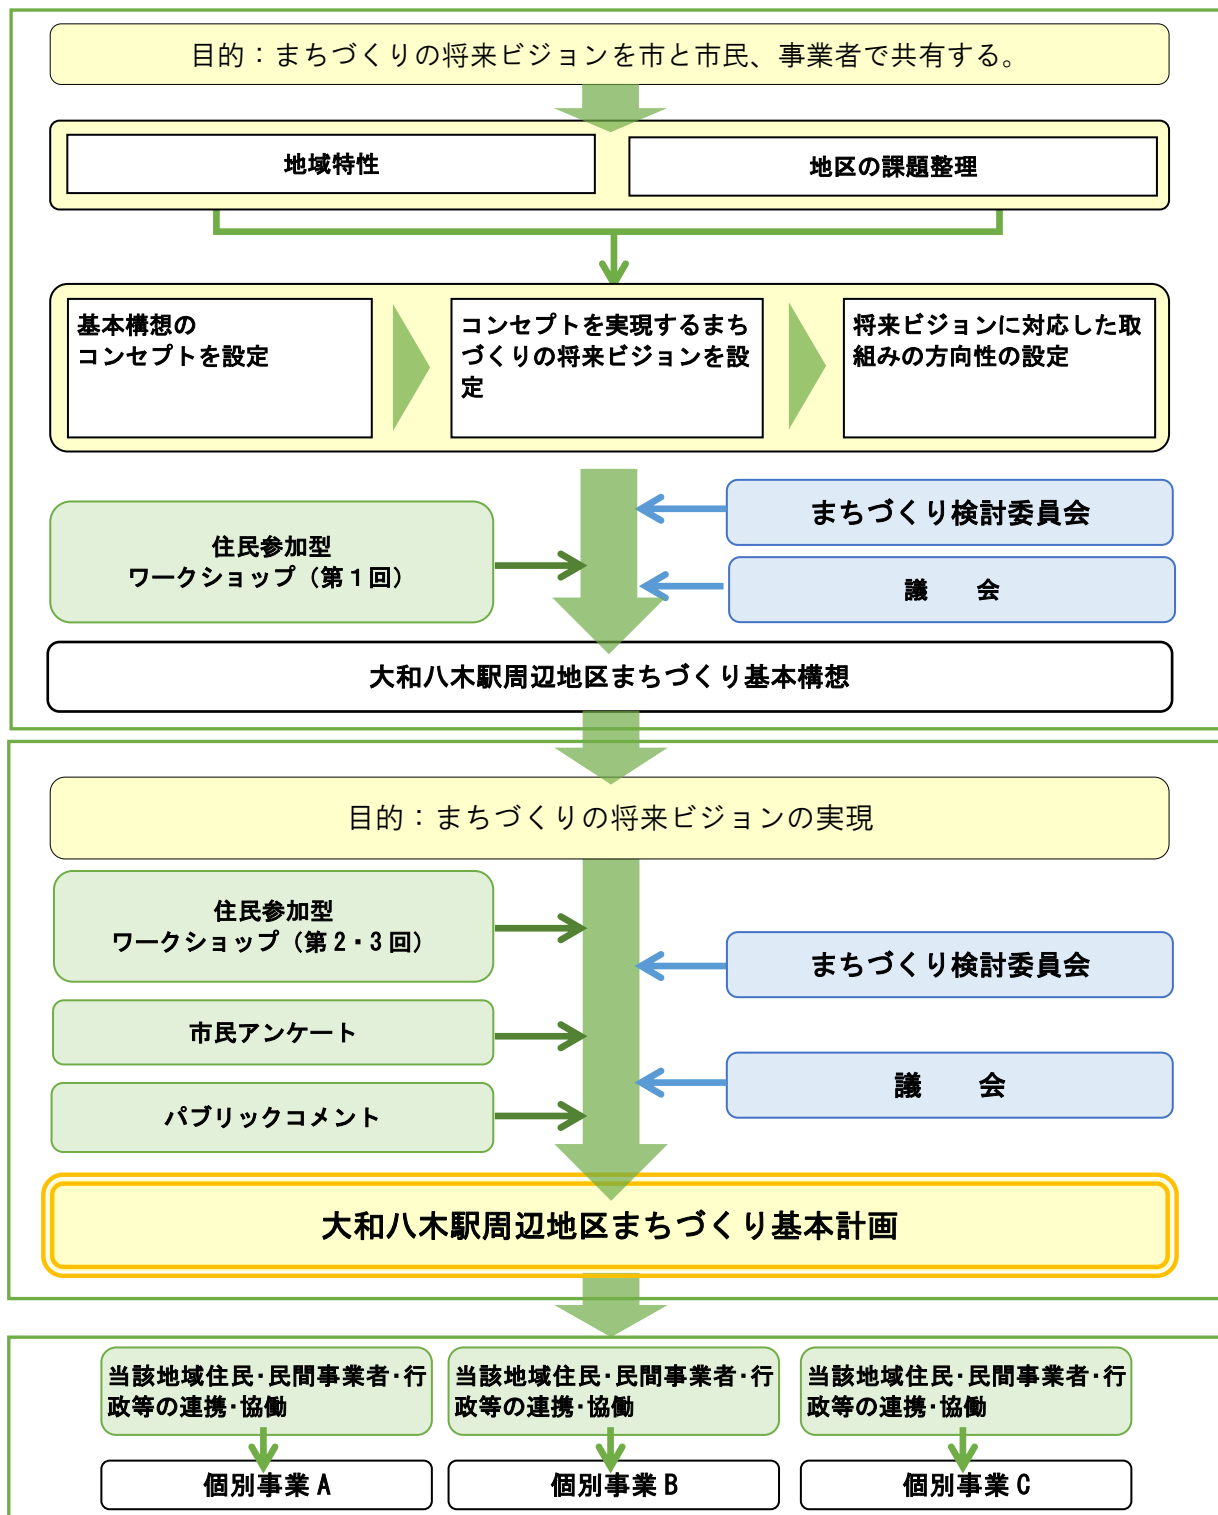 目的：まちづくりの将来ビジョンを市と市民、事業者で共有する。
地域特性
地区の課題整理
基本構想の
コンセプトを設定
コンセプトを実現するまち
づくりの将来ビジョンを設
定
将来ビジョンに対応した取
組みの方向性の設定
まちづくり検討委員会
住民参加型
ワークショップ（第１回）
議　　会
大和八木駅周辺地区まちづくり基本構想
目的：まちづくりの将来ビジョンの実現
住民参加型
ワークショップ（第２・３回）
まちづくり検討委員会
市民アンケート
議　　会
パブリックコメント
大和八木駅周辺地区まちづくり基本計画
当該地域住民・民間事業者・行
政等の連携・協働
当該地域住民・民間事業者・行
政等の連携・協働
当該地域住民・民間事業者・行
政等の連携・協働
個別事業A
個別事業B
個別事業C